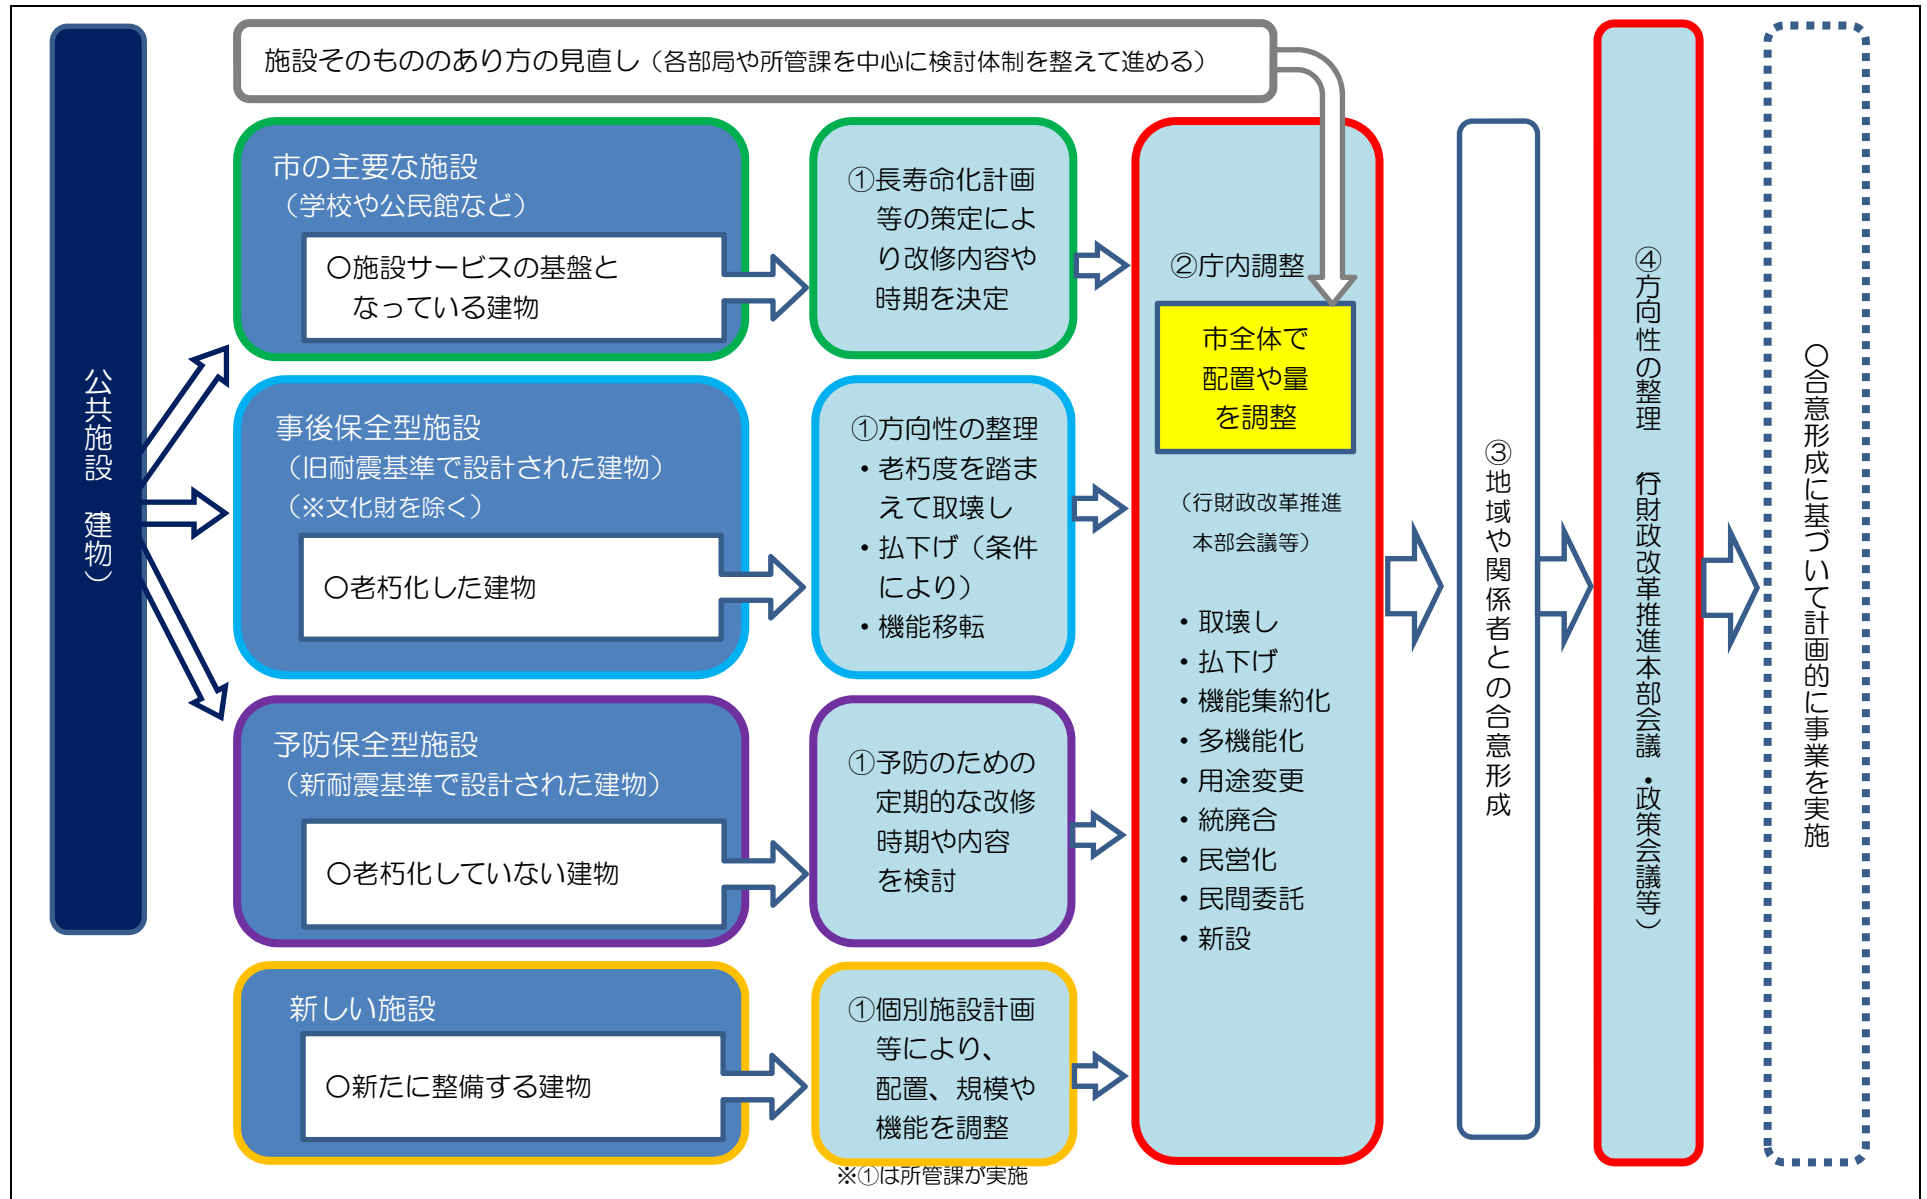 公共施設　建物）
施設そのもののあり方の見直し（各部局や所管課を中心に検討体制を整えて進める）
市の主要な施設
（学校や公民館など）
〇施設サービスの基盤と
なっている建物
①長寿命化計画
等の策定によ
り改修内容や
時期を決定
事後保全型施設
（旧耐震基準で設計された建物）
（※文化財を除く）
〇老朽化した建物
①方向性の整理
・老朽度を踏ま
えて取壊し
・払下げ（条件
により）
・機能移転
予防保全型施設
（新耐震基準で設計された建物）
〇老朽化していない建物
①予防のための
定期的な改修
時期や内容
を検討
新しい施設
〇新たに整備する建物
①個別施設計画
等により、
配置、規模や
機能を調整
※①は所管課が実施
②庁内調整
市全体で
配置や量
を調整
（行財政改革推進
本部会議等）
・取壊し
・払下げ
・機能集約化
・多機能化
・用途変更
・統廃合
・民営化
・民間委託
・新設
③地域や関係者との合意形成
④方向性の整理　行財政改革推進本部会議・政策会議等）
〇合意形成に基づいて計画的に事業を実施